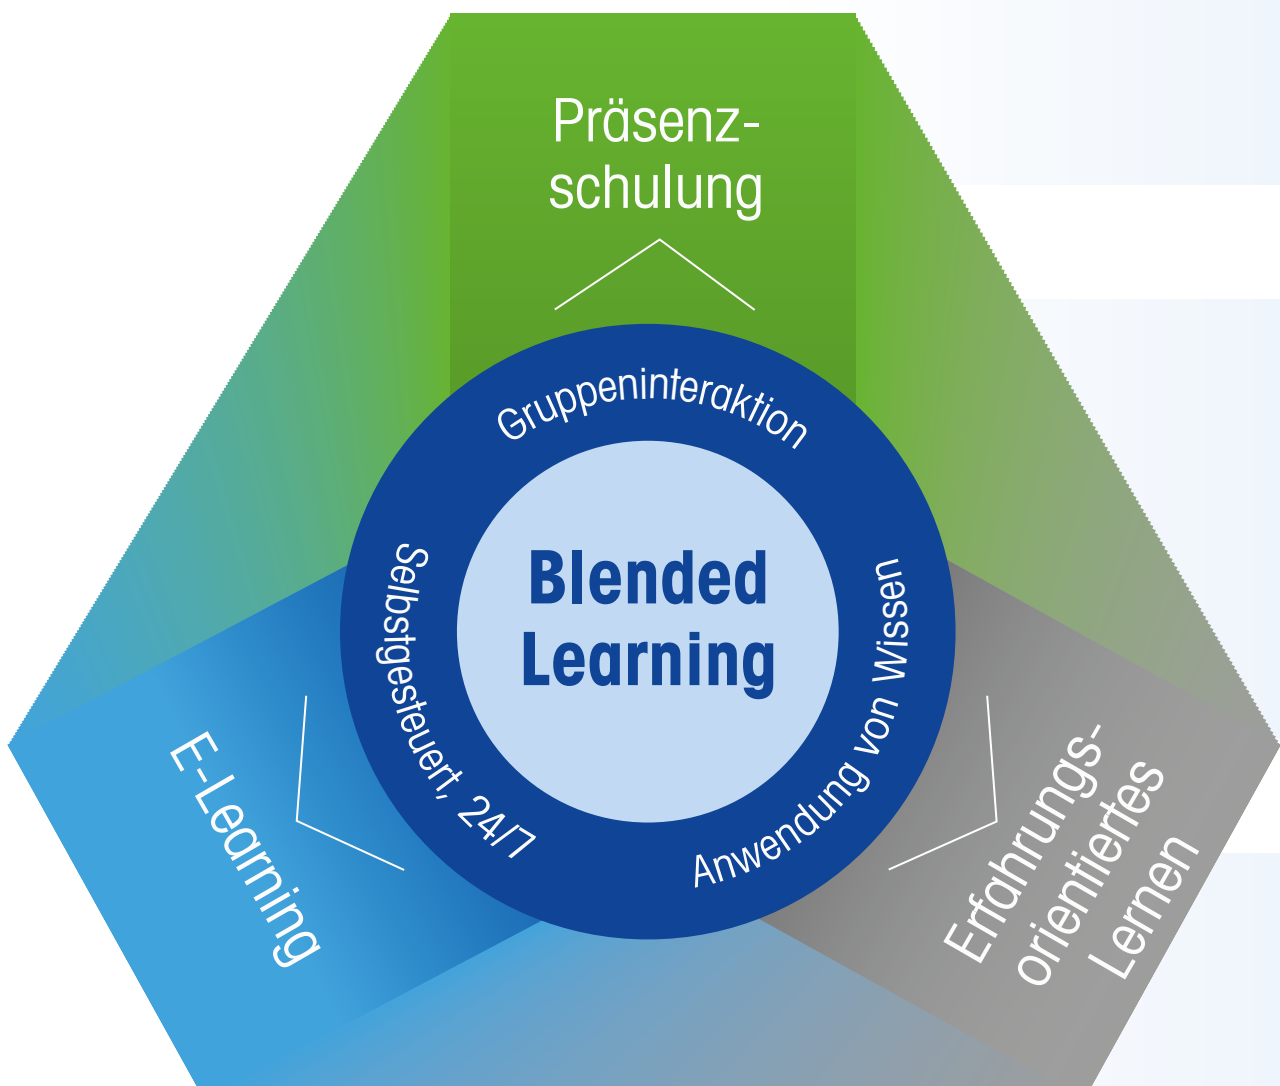 Präsenz-
schulung
Gruppeninteraktion
Selbstgesteuert, 24/7
Anwendung von Wissen
Blended
Learning
E-Learning
Erfahrungs-
orientiertes
Lernen